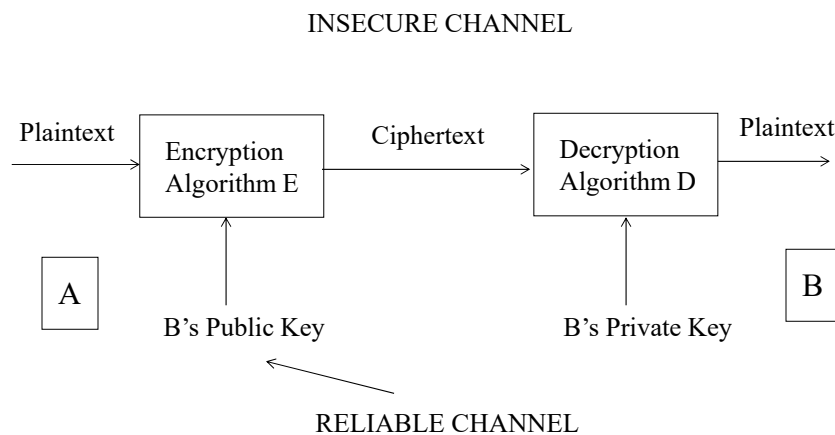 INSECURE CHANNEL
Plaintext
Encryption
Algorithm E
Ciphertext
Decryption
Algorithm D
Plaintext
A
B
B’s Public Key
B’s Private Key
RELIABLE CHANNEL